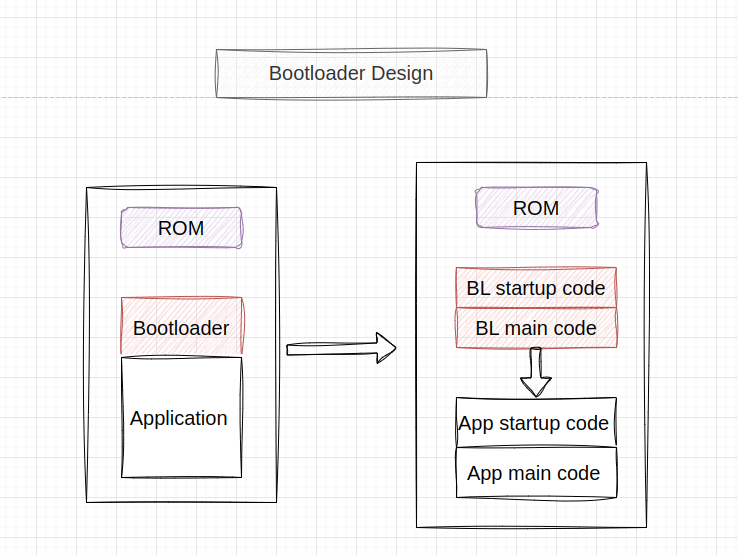 Bootloader Design
ROM
Bootloader
Application
ROM
BL startup code
BL main code
App startup code
App main code